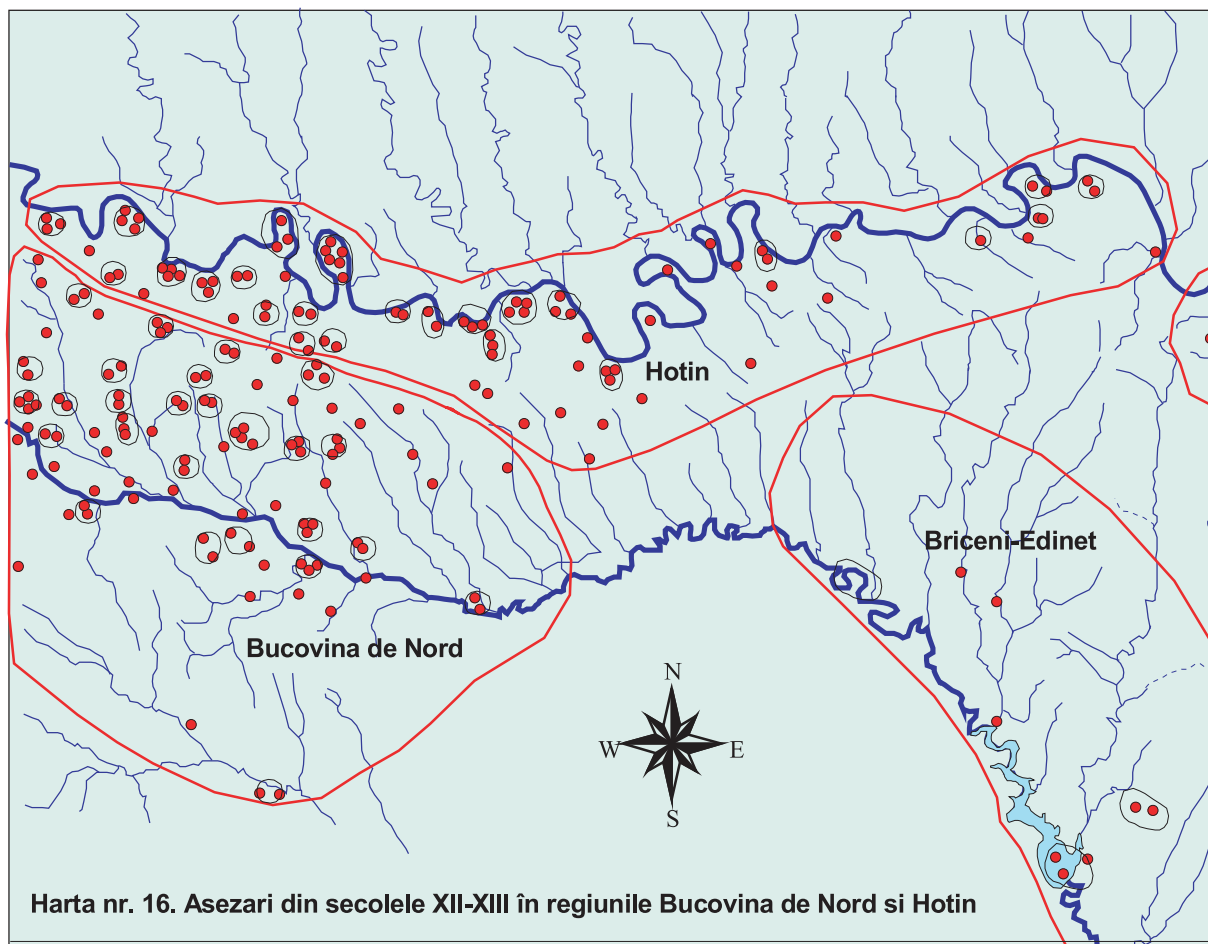 Hotin
Briceni-Edinet
Bucovina de Nord
N
W E
S
Harta nr. 16. Asezari din secolele XII-XIII în regiunile Bucovina de Nord si Hotin